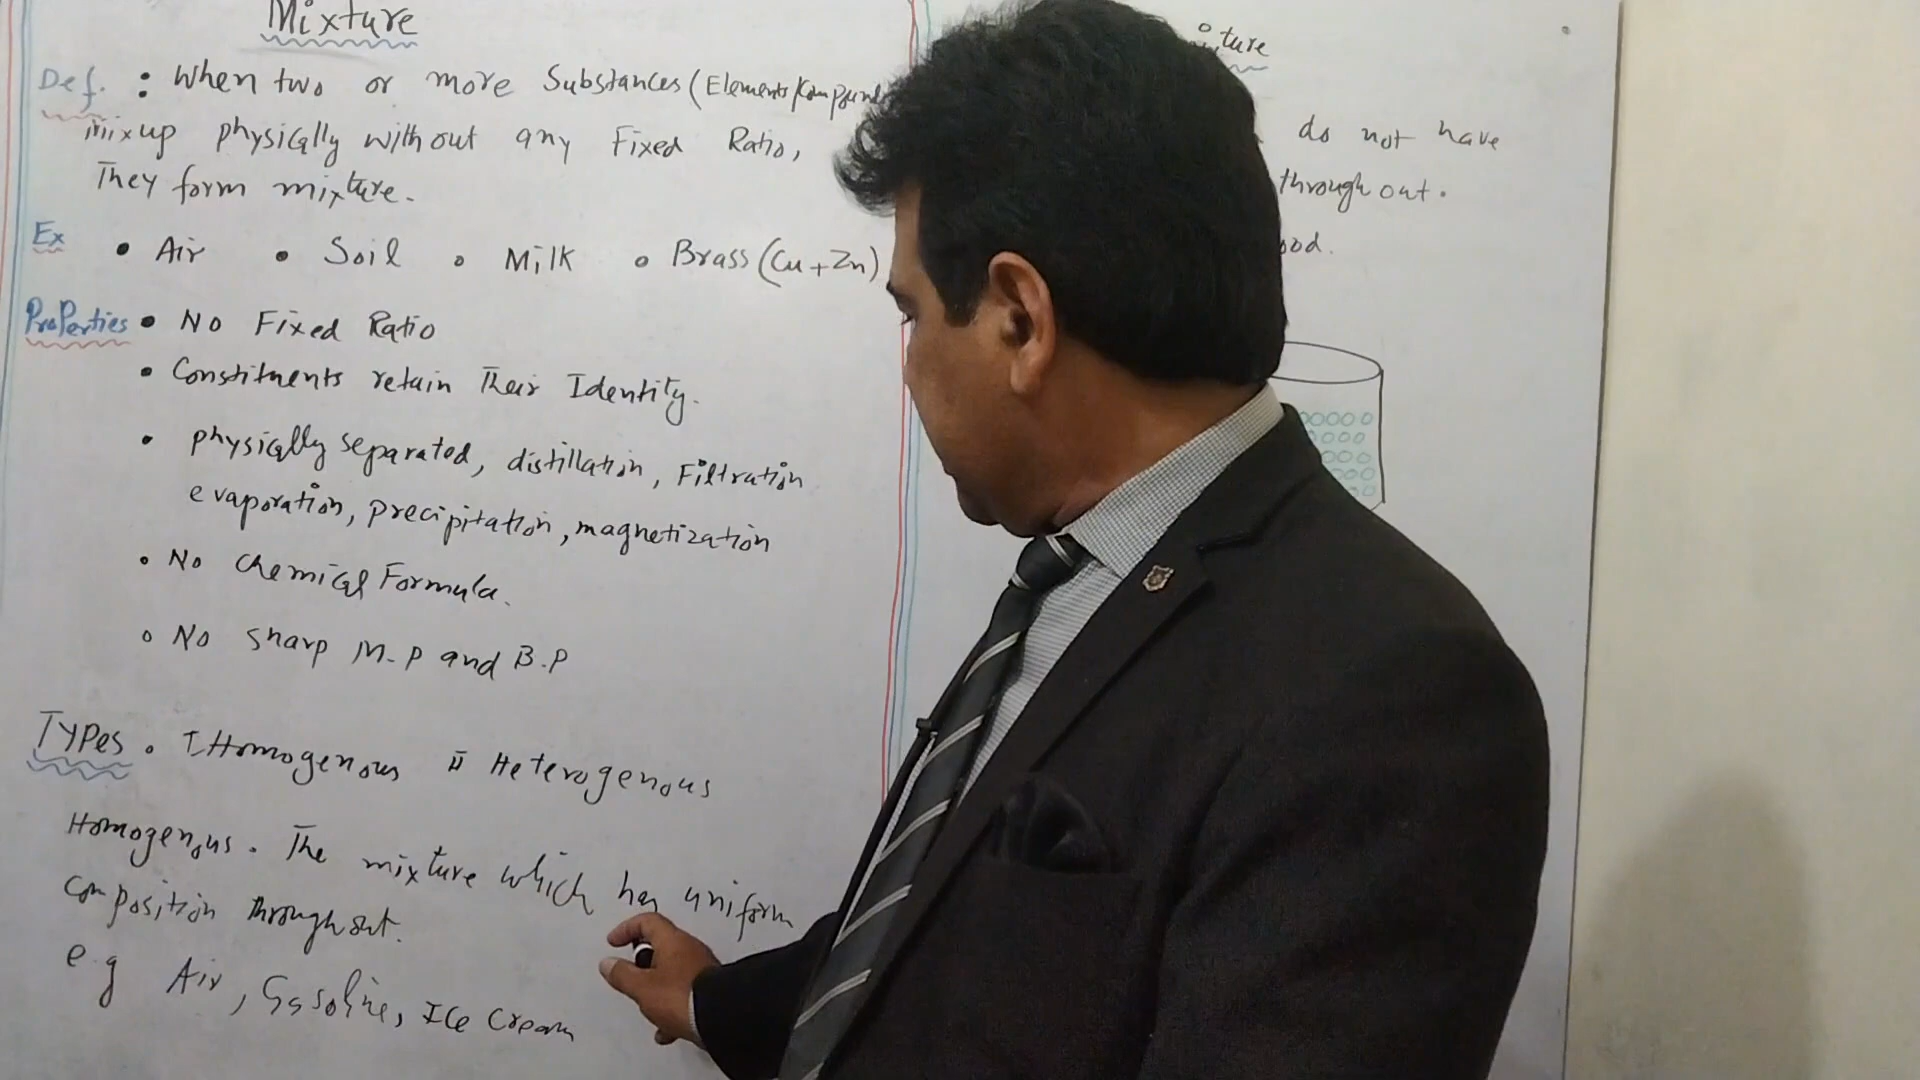 Mixture
Def. : When two or more Substances (Elements/Compound
mixup physically without any Fixed Ratio,
They form mixture.
Ex • Air • Soil • Milk • Brass (Cu+Zn)
Properties • No Fixed Ratio
• Constituents retain Their Identity.
• physically separated, distillation, Filtration
evaporation, precipitation, magnetization
• No Chemical Formula.
• No sharp M.P and B.P
Types • I Homogenous II Heterogenous
Homogenous. The mixture which has uniform
composition throughout.
e.g Air, Gasoline, Ice Cream
do not have
through out.